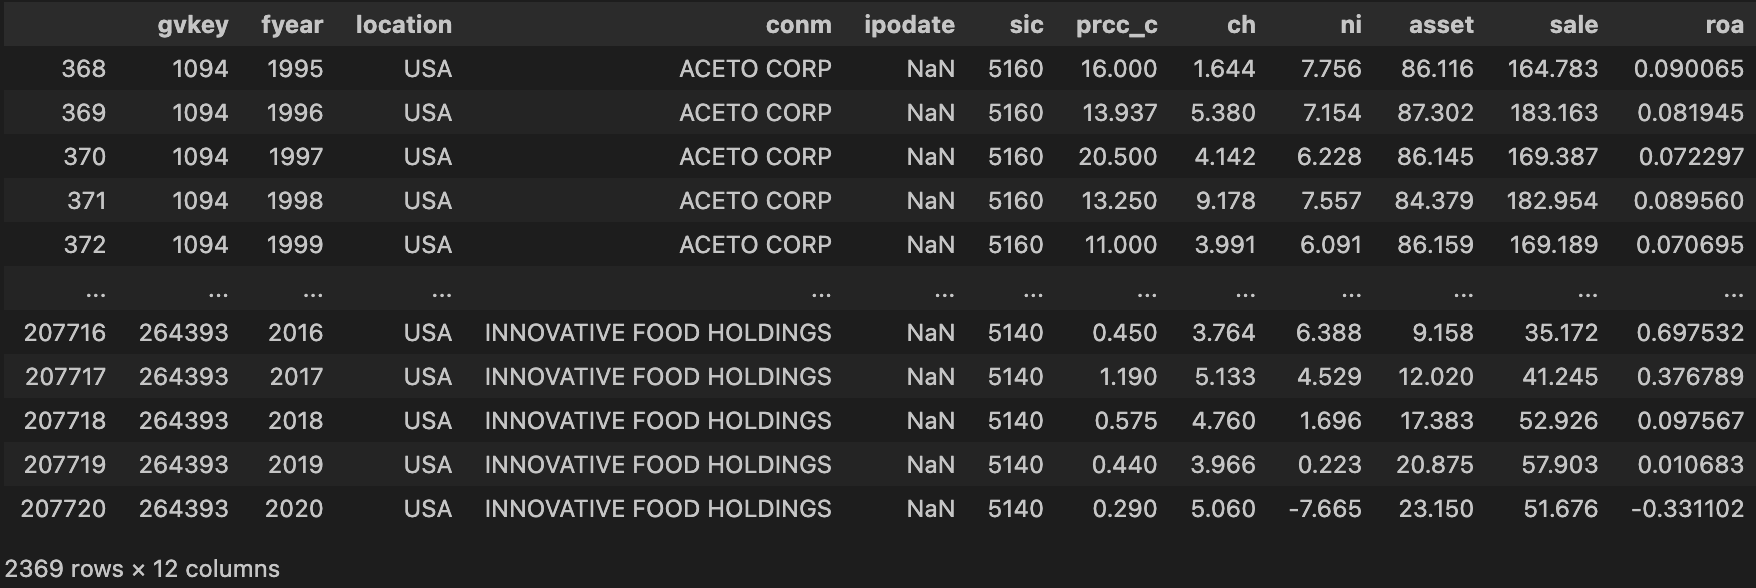 gvkey fyear location conm ipodate sic prcc_c ch ni asset sale roa
368 1094 1995 USA ACETO CORP NaN 5160 16.000 1.644 7.756 86.116 164.783 0.090065
369 1094 1996 USA ACETO CORP NaN 5160 13.937 5.380 7.154 87.302 183.163 0.081945
370 1094 1997 USA ACETO CORP NaN 5160 20.500 4.142 6.228 86.145 169.387 0.072297
371 1094 1998 USA ACETO CORP NaN 5160 13.250 9.178 7.557 84.379 182.954 0.089560
372 1094 1999 USA ACETO CORP NaN 5160 11.000 3.991 6.091 86.159 169.189 0.070695
... ... ... ... ... ... ... ... ... ... ... ... ...
207716 264393 2016 USA INNOVATIVE FOOD HOLDINGS NaN 5140 0.450 3.764 6.388 9.158 35.172 0.697532
207717 264393 2017 USA INNOVATIVE FOOD HOLDINGS NaN 5140 1.190 5.133 4.529 12.020 41.245 0.376789
207718 264393 2018 USA INNOVATIVE FOOD HOLDINGS NaN 5140 0.575 4.760 1.696 17.383 52.926 0.097567
207719 264393 2019 USA INNOVATIVE FOOD HOLDINGS NaN 5140 0.440 3.966 0.223 20.875 57.903 0.010683
207720 264393 2020 USA INNOVATIVE FOOD HOLDINGS NaN 5140 0.290 5.060 -7.665 23.150 51.676 -0.331102
2369 rows × 12 columns